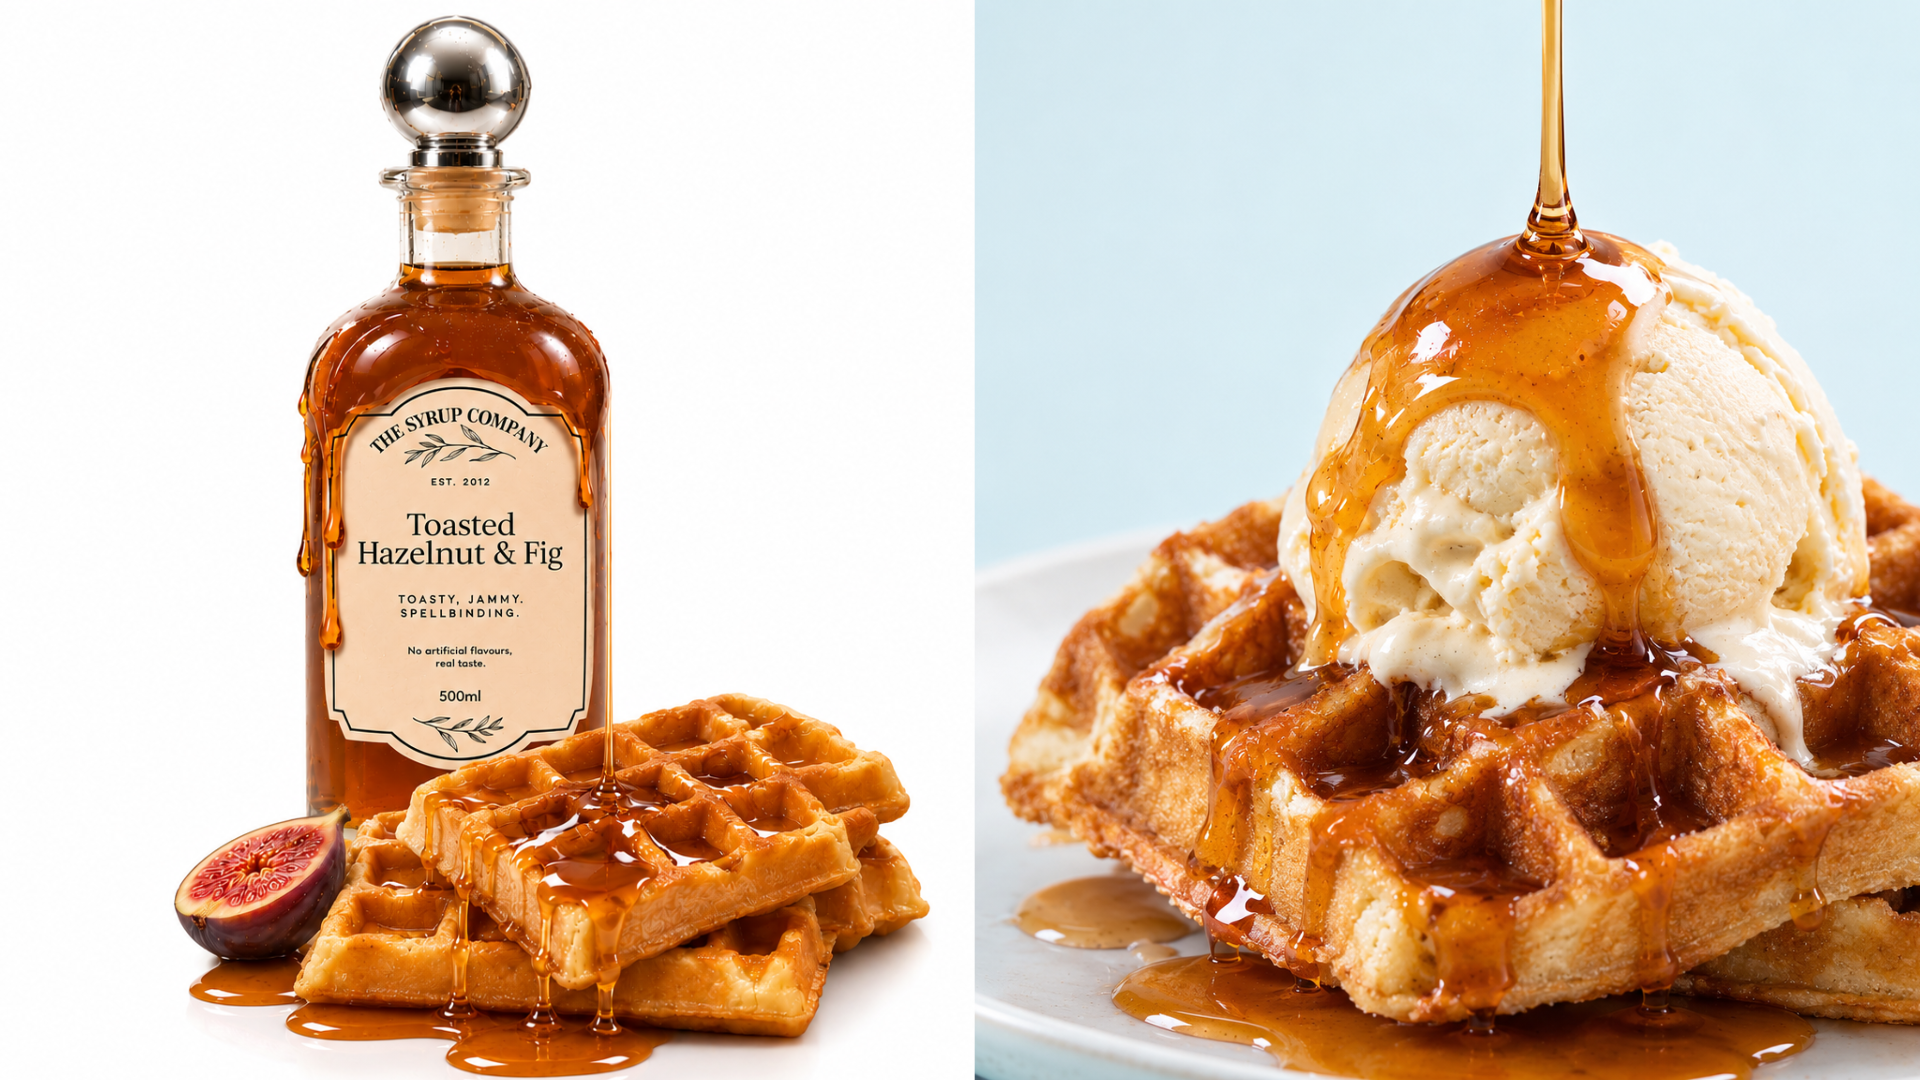 THE SYRUP COMPANY
EST. 2012
Toasted
Hazelnut & Fig
TOASTY, JAMMY.
SPELLBINDING.
No artificial flavours,
real taste.
500ml